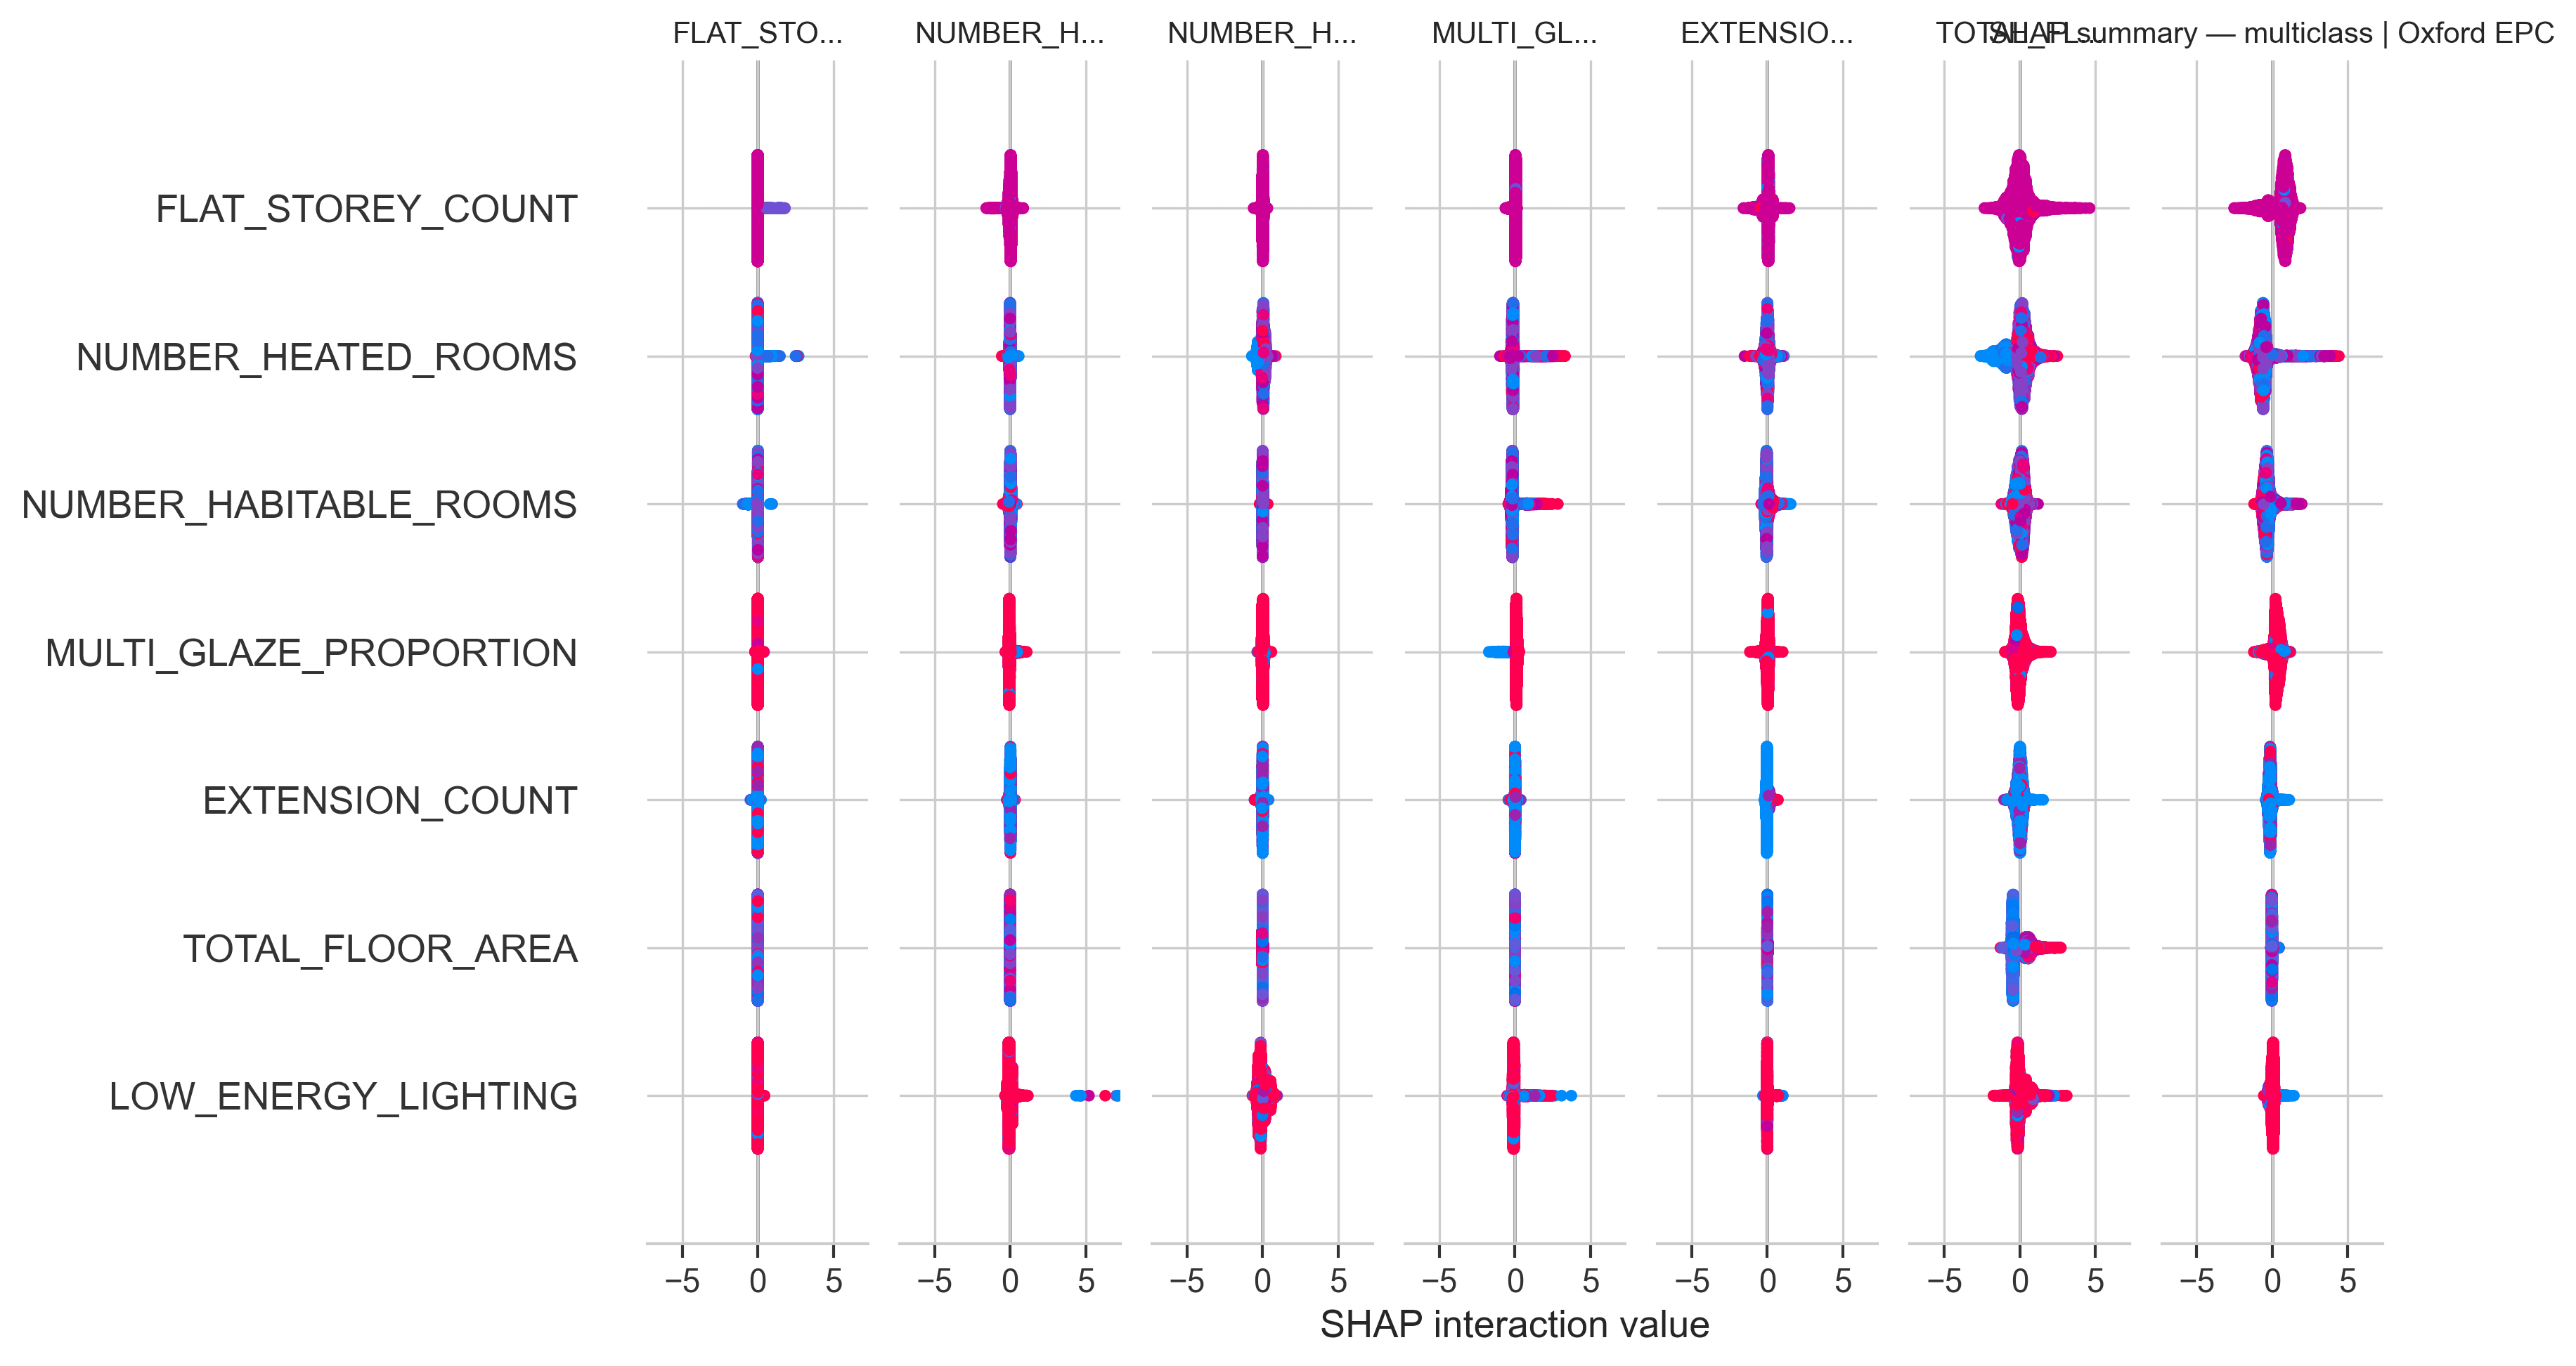 FLAT_STO...
NUMBER_H...
NUMBER_H...
MULTI_GL...
EXTENSIO...
TOTAL_FL...
SHAP summary — multiclass | Oxford EPC
FLAT_STOREY_COUNT
NUMBER_HEATED_ROOMS
NUMBER_HABITABLE_ROOMS
MULTI_GLAZE_PROPORTION
EXTENSION_COUNT
TOTAL_FLOOR_AREA
LOW_ENERGY_LIGHTING
−5 0 5 −5 0 5 −5 0 5 −5 0 5 −5 0 5 −5 0 5 −5 0 5
SHAP interaction value